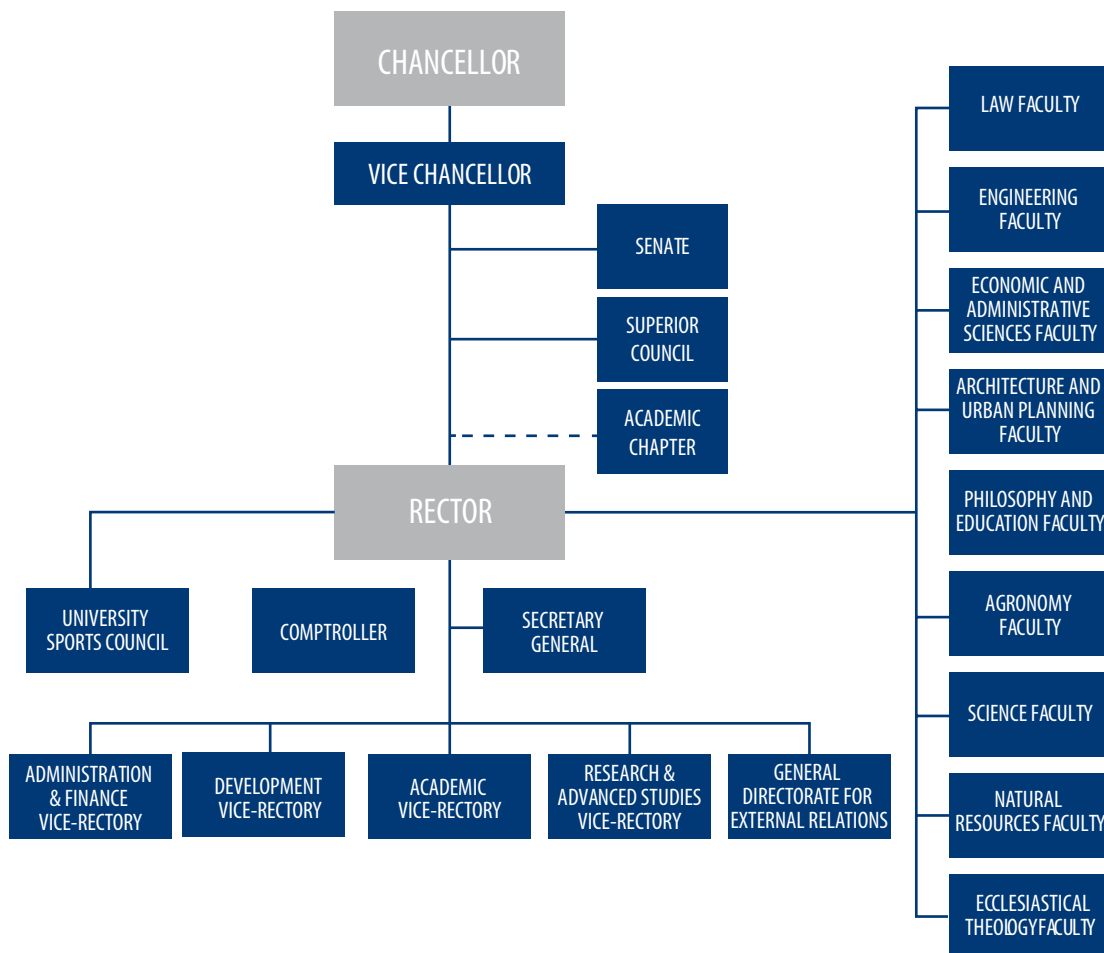 CHANCELLOR
VICE CHANCELLOR
SENATE
SUPERIOR
COUNCIL
ACADEMIC
CHAPTER
RECTOR
UNIVERSITY
SPORTS COUNCIL
COMPTROLLER
SECRETARY
GENERAL
ADMINISTRATION
& FINANCE
VICE-RECTORY
DEVELOPMENT
VICE-RECTORY
ACADEMIC
VICE-RECTORY
RESEARCH &
ADVANCED STUDIES
VICE-RECTORY
GENERAL
DIRECTORATE FOR
EXTERNAL RELATIONS
LAW FACULTY
ENGINEERING
FACULTY
ECONOMIC AND
ADMINISTRATIVE
SCIENCES FACULTY
ARCHITECTURE AND
URBAN PLANNING
FACULTY
PHILOSOPHY AND
EDUCATION FACULTY
AGRONOMY
FACULTY
SCIENCE FACULTY
NATURAL
RESOURCES FACULTY
ECCLESIASTICAL
THEOLOGY FACULTY